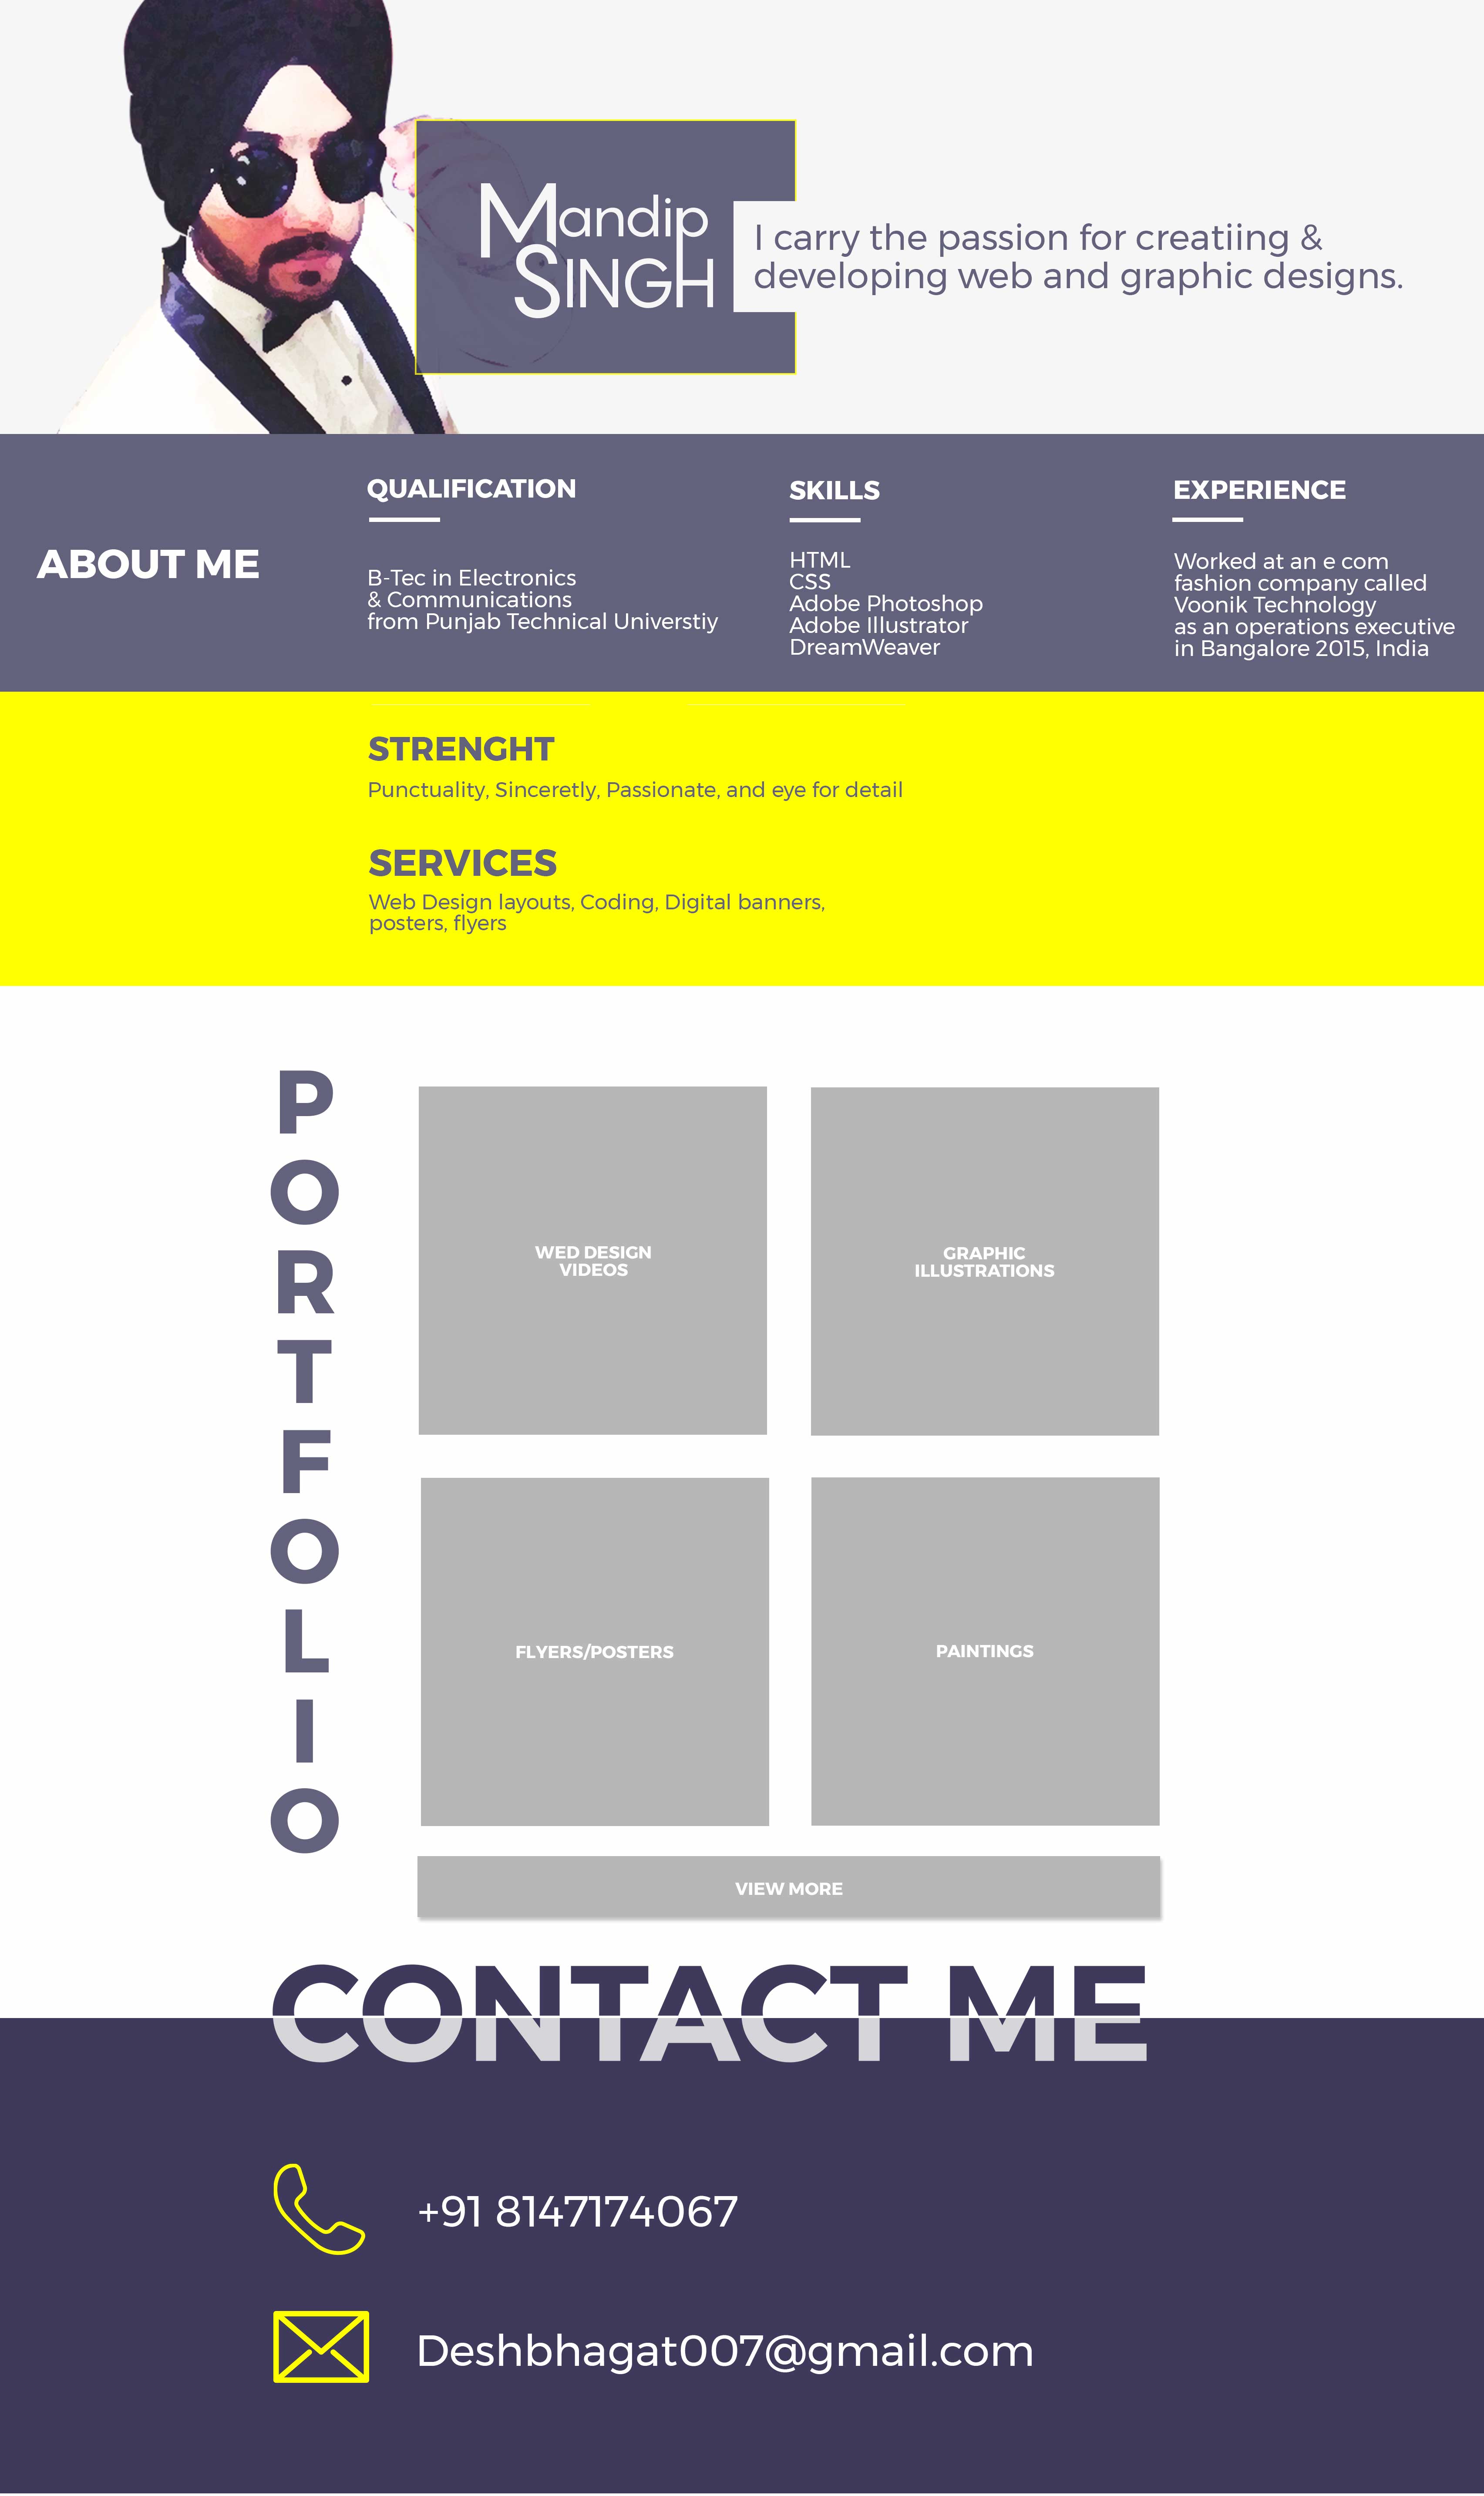 Mandip
SINGH
I carry the passion for creatiing &
developing web and graphic designs.
ABOUT ME
QUALIFICATION
B-Tec in Electronics
& Communications
from Punjab Technical Universtiy
SKILLS
HTML
CSS
Adobe Photoshop
Adobe Illustrator
DreamWeaver
EXPERIENCE
Worked at an e com
fashion company called
Voonik Technology
as an operations executive
in Bangalore 2015, India
STRENGHT
Punctuality, Sinceretly, Passionate, and eye for detail
SERVICES
Web Design layouts, Coding, Digital banners,
posters, flyers
PORTFOLIO
WED DESIGN
VIDEOS
GRAPHIC
ILLUSTRATIONS
FLYERS/POSTERS
PAINTINGS
VIEW MORE
CONTACT ME
+91 8147174067
Deshbhagat007@gmail.com